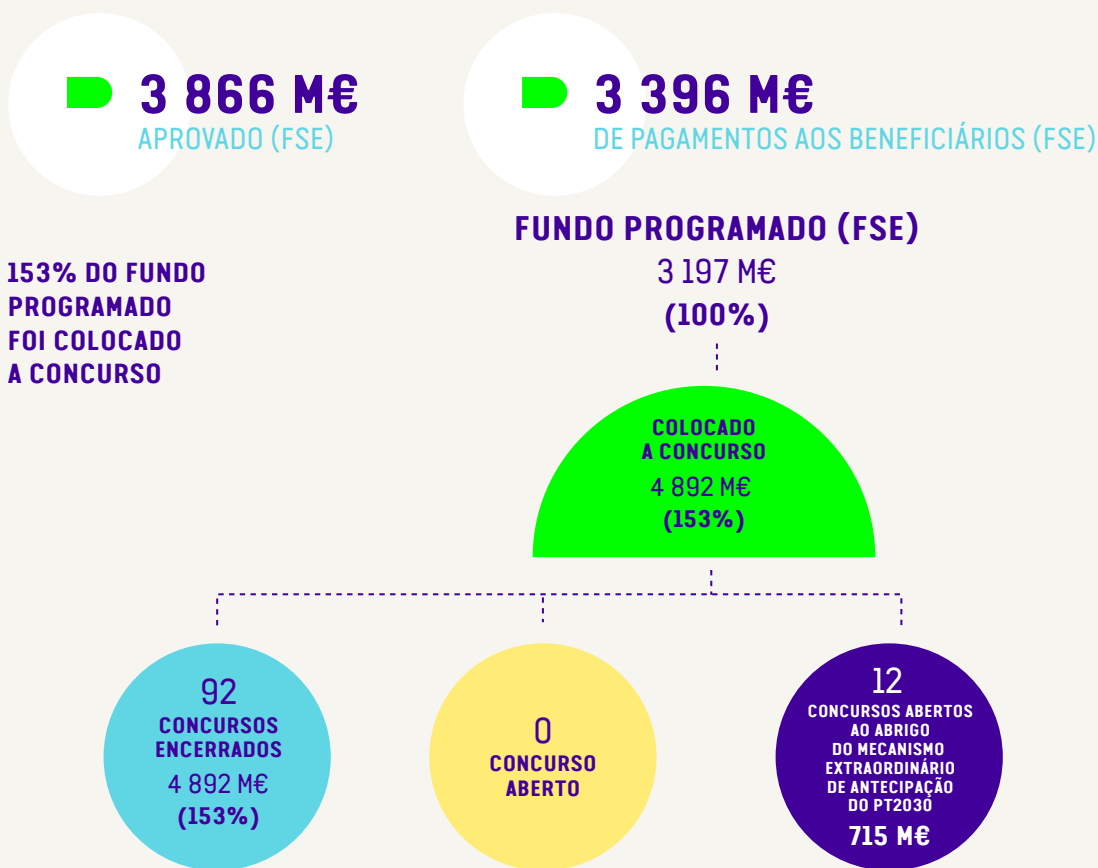 3 866 M€
APROVADO (FSE)
3 396 M€
DE PAGAMENTOS AOS BENEFICIÁRIOS (FSE)
153% DO FUNDO
PROGRAMADO
FOI COLOCADO
A CONCURSO
FUNDO PROGRAMADO (FSE)
3 197 M€
(100%)
COLOCADO
A CONCURSO
4 892 M€
(153%)
92
CONCURSOS
ENCERRADOS
4 892 M€
(153%)
0
CONCURSO
ABERTO
12
CONCURSOS ABERTOS
AO ABRIGO
DO MECANISMO
EXTRAORDINÁRIO
DE ANTECIPAÇÃO
DO PT2030
715 M€